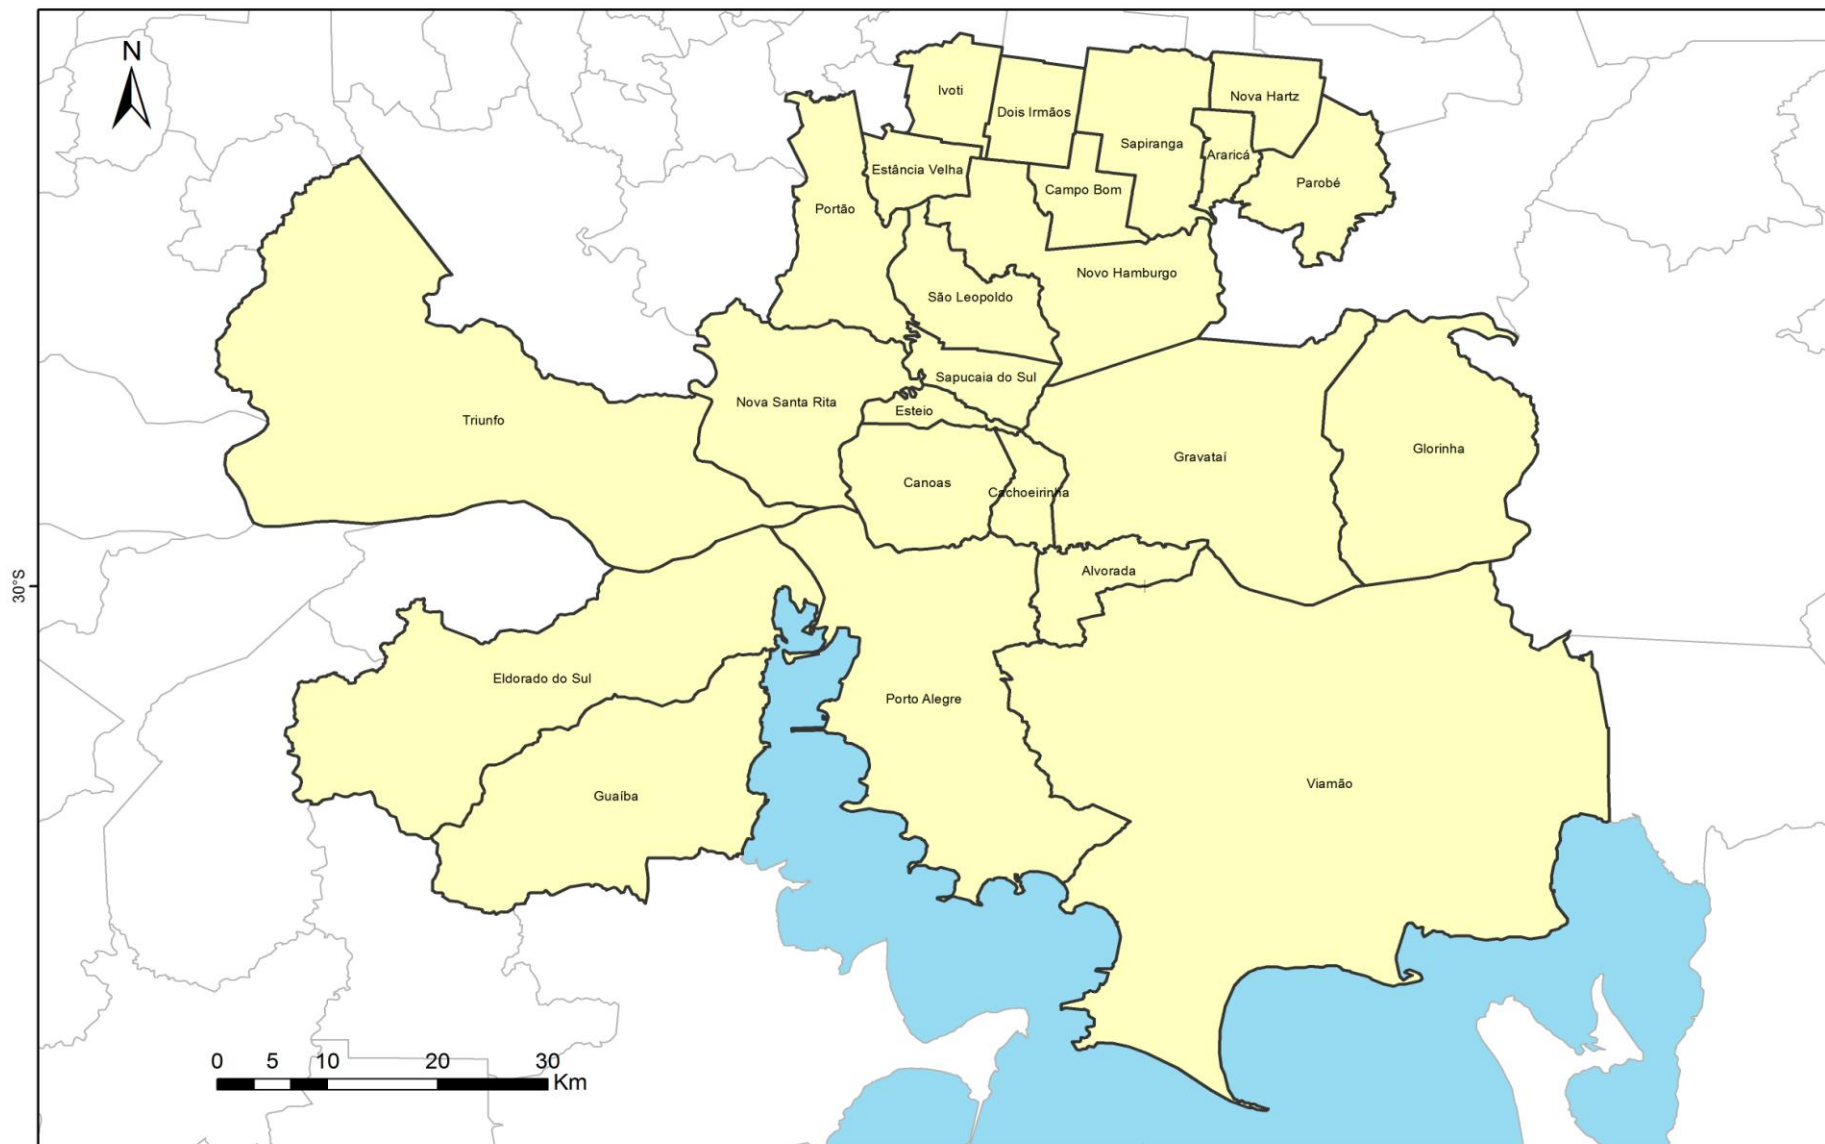 N
Ivoti
Nova Hartz
Dois Irmãos
Sapiranga
Araricá
Estância Velha
Parobé
Campo Bom
Portão
Novo Hamburgo
São Leopoldo
Sapucaia do Sul
Nova Santa Rita
Esteio
Triunfo
Glorinha
Gravataí
Canoas
Cachoeirinha
Alvorada
30°S
Eldorado do Sul
Porto Alegre
Viamão
Guaíba
0 5 10 20 30
Km